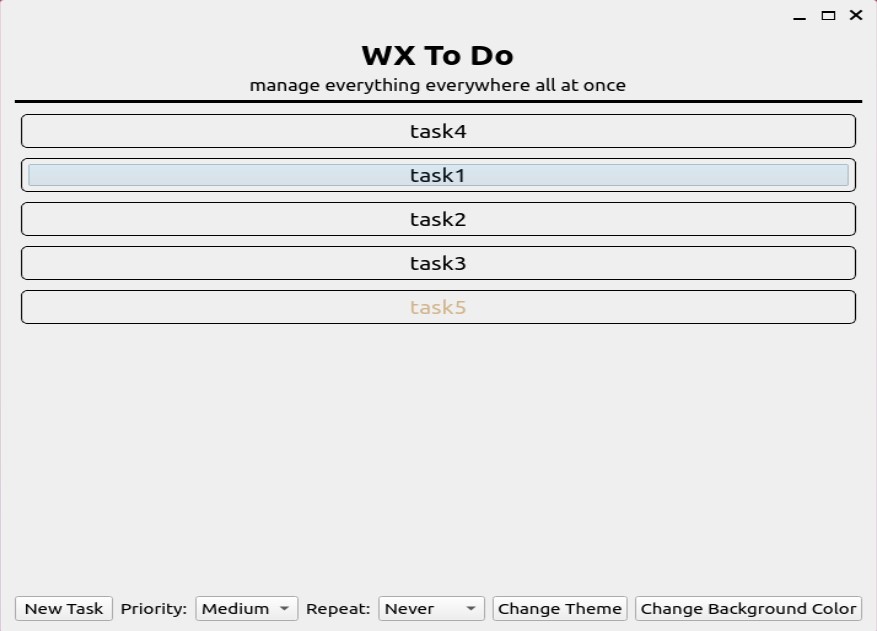 WX To Do
manage everything everywhere all at once
task4
task1
task2
task3
task5
New Task Priority: Medium Repeat: Never Change Theme Change Background Color